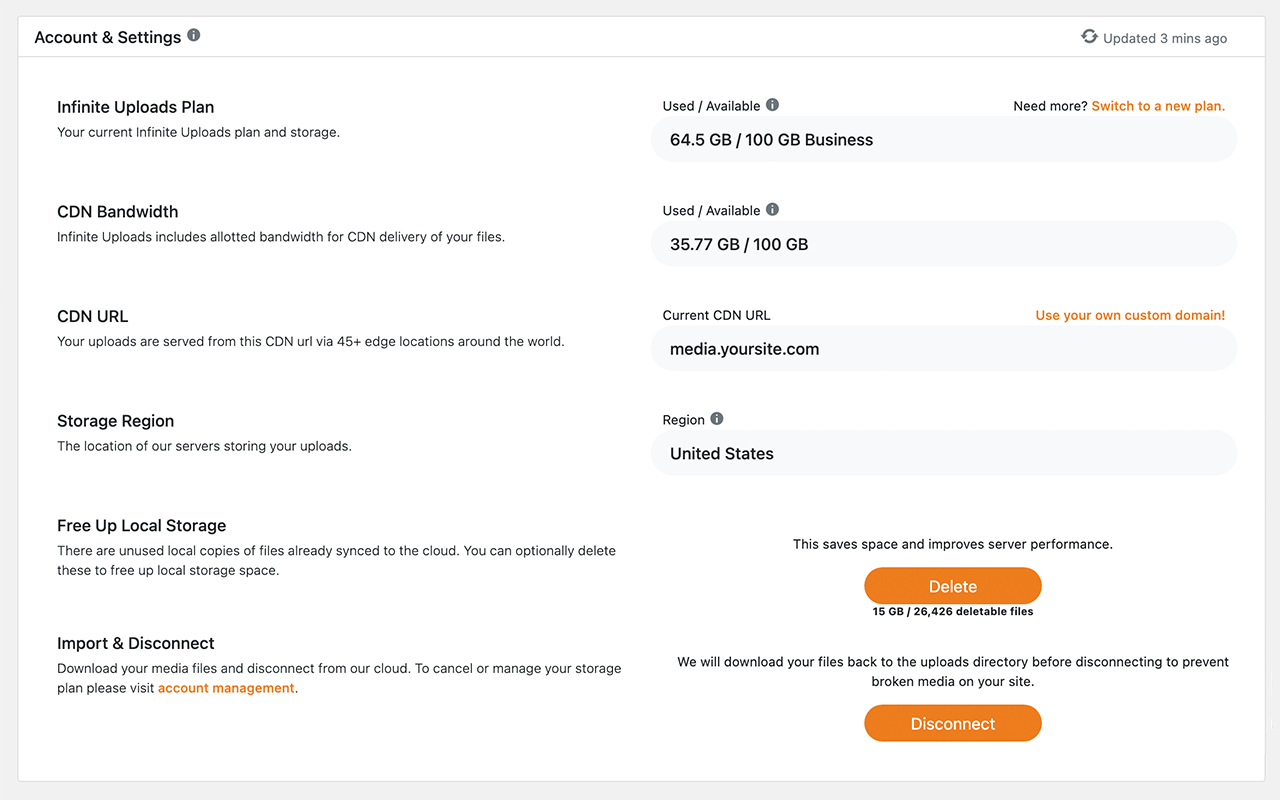 Account & Settings
Updated 3 mins ago
Infinite Uploads Plan
Your current Infinite Uploads plan and storage.
Used / Available
Need more? Switch to a new plan.
64.5 GB / 100 GB Business
CDN Bandwidth
Infinite Uploads includes allotted bandwidth for CDN delivery of your files.
Used / Available
35.77 GB / 100 GB
CDN URL
Your uploads are served from this CDN url via 45+ edge locations around the world.
Current CDN URL
Use your own custom domain!
media.yoursite.com
Storage Region
The location of our servers storing your uploads.
Region
United States
Free Up Local Storage
There are unused local copies of files already synced to the cloud. You can optionally delete
these to free up local storage space.
This saves space and improves server performance.
Delete
15 GB / 26,426 deletable files
Import & Disconnect
Download your media files and disconnect from our cloud. To cancel or manage your storage
plan please visit account management.
We will download your files back to the uploads directory before disconnecting to prevent
broken media on your site.
Disconnect